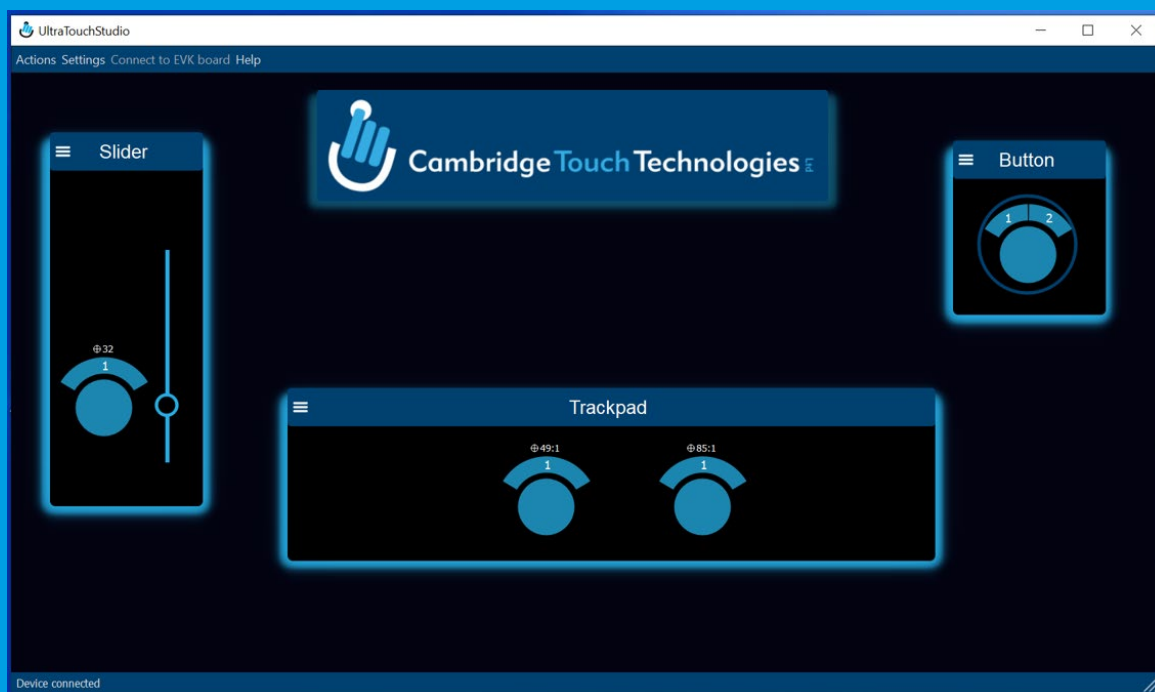 UltraTouchStudio
Actions Settings Connect to EVK board Help
Cambridge Touch Technologies Ltd
Slider
32
1
Button
1 2
Trackpad
49:1
1
85:1
1
Device connected